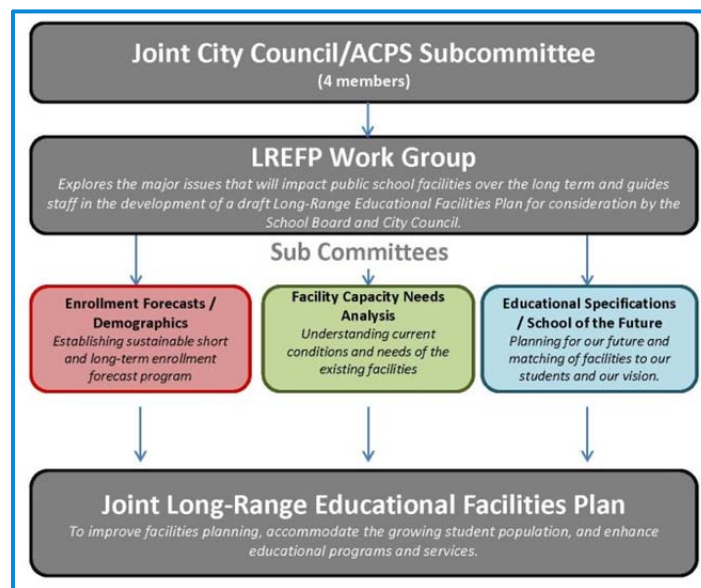 Joint City Council/ACPS Subcommittee
(4 members)
LREFP Work Group
Explores the major issues that will impact public school facilities over the long term and guides
staff in the development of a draft Long-Range Educational Facilities Plan for consideration by the
School Board and City Council.
Sub Committees
Enrollment Forecasts /
Demographics
Establishing sustainable short
and long-term enrollment
forecast program
Facility Capacity Needs
Analysis
Understanding current
conditions and needs of the
existing facilities
Educational Specifications
/ School of the Future
Planning for our future and
matching of facilities to our
students and our vision.
Joint Long-Range Educational Facilities Plan
To improve facilities planning, accommodate the growing student population, and enhance
educational programs and services.